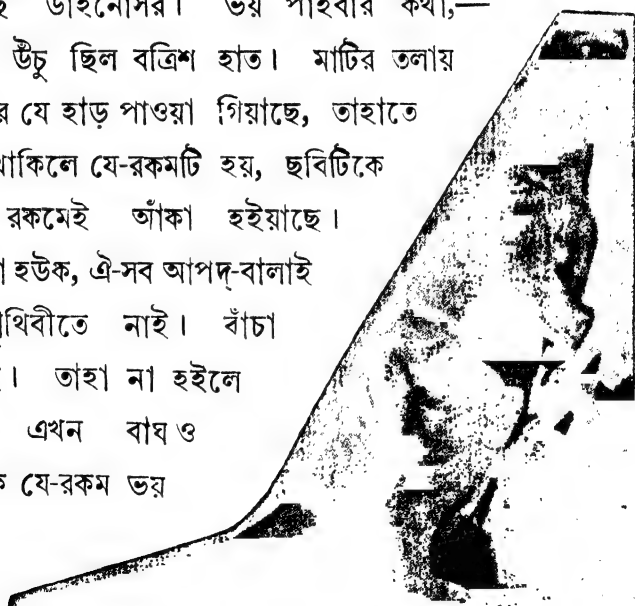 ডাইনোসর। ভয় পাইবার কথা,—
উঁচু ছিল বত্রিশ হাত। মাটির তলায়
যে হাড় পাওয়া গিয়াছে, তাহাতে
থাকিলে যে-রকমটি হয়, ছবিটিকে
রকমেই আঁকা হইয়াছে।
হউক, ঐ-সব আপদ্-বালাই
পৃথিবীতে নাই। বাঁচা
। তাহা না হইলে
এখন বাঘ ও
যে-রকম ভয়